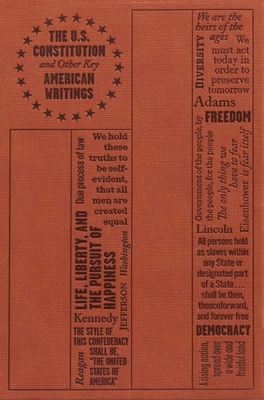 THE U.S.
CONSTITUTION
and Other Key
AMERICAN
WRITINGS
Due process of law
We hold
these
truths to
be self-
evident,
that all
men are
created
equal
LIFE, LIBERTY, AND
THE PURSUIT OF
HAPPINESS
JEFFERSON
Washington
Kennedy
THE STYLE OF
THIS CONFEDERACY
SHALL BE,
"THE UNITED
STATES OF
AMERICA"
Reagan
We are the
heirs of the
ages
DIVERSITY
We
must act
today in
order to
preserve
tomorrow
Adams
FREEDOM
Government of the people, by
the people, for the people
The only thing we
have to fear
is fear itself
Eisenhower
Lincoln
All persons held
as slaves within
any State or
designated part
of a State...
shall be then,
thenceforward,
and forever free
DEMOCRACY
A rising nation,
spread over
a wide and
fruitful land